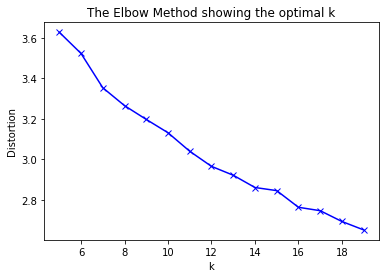 The Elbow Method showing the optimal k
Distortion
3.6
3.4
3.2
3.0
2.8
6 8 10 12 14 16 18
k